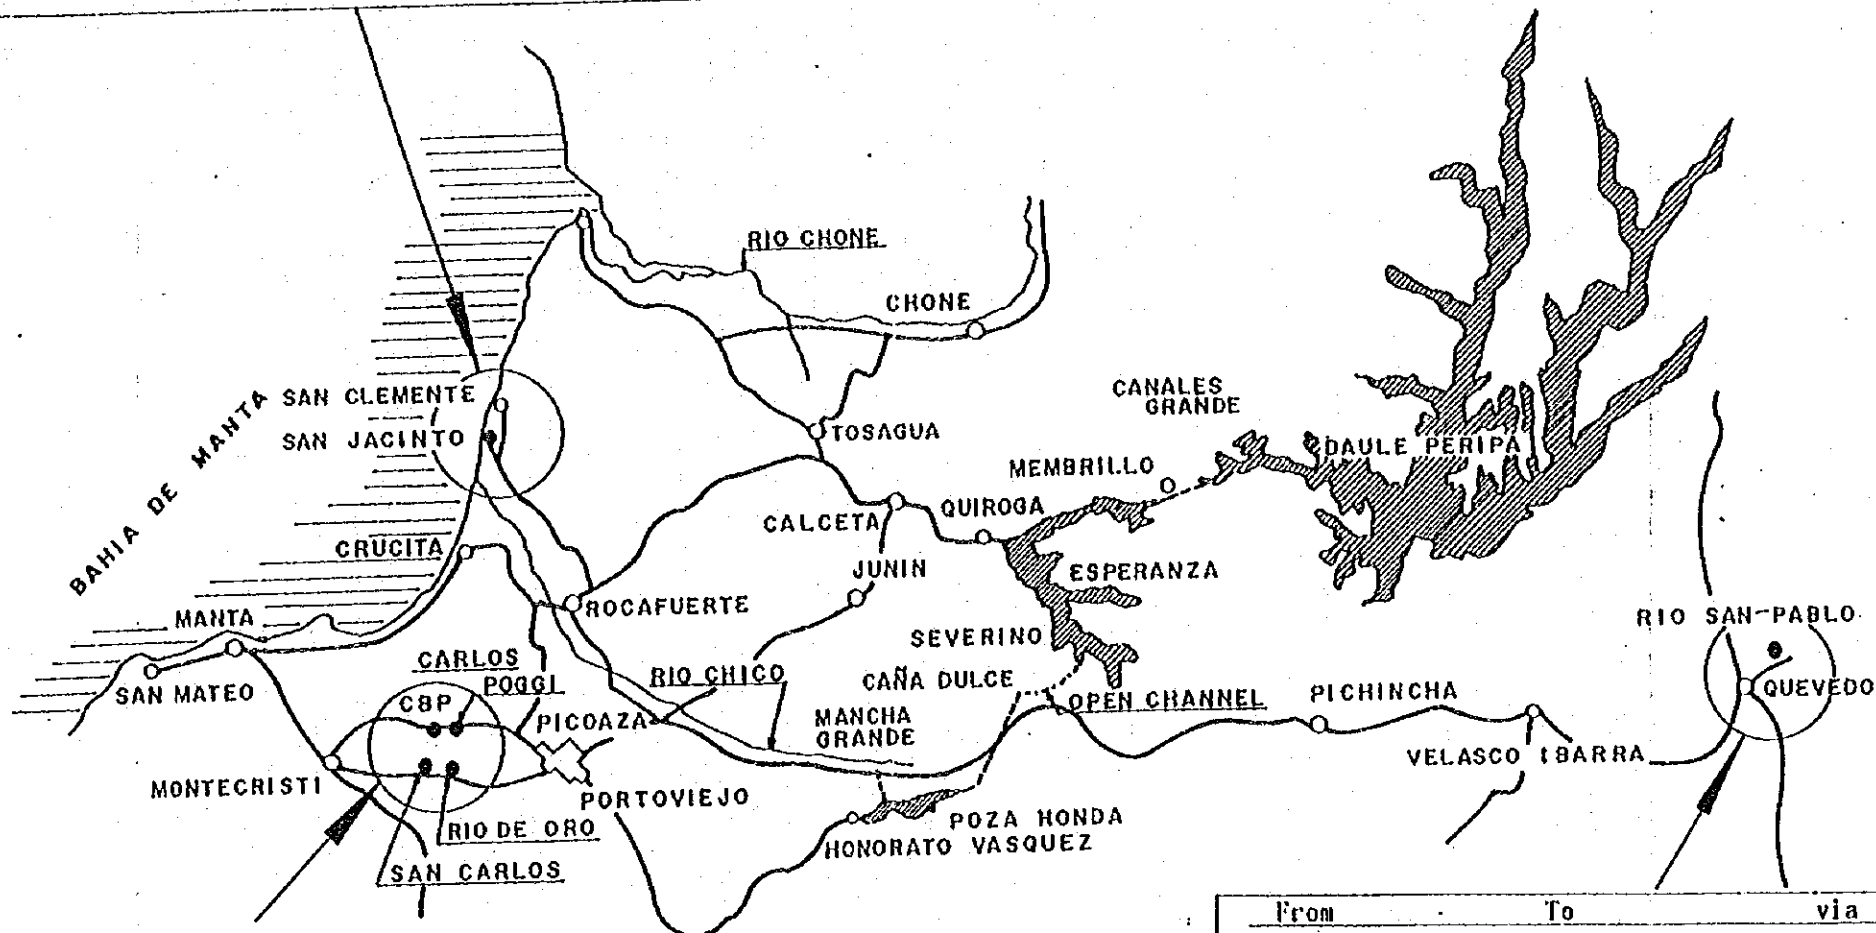 RIO CHONE
CHONE
BAHIA DE MANTA
SAN CLEMENTE
SAN JACINTO
TOSAGUA
CANALES
GRANDE
DAULE PERIPA
MEMBRILLO
QUIROGA
CALCETA
CRUCITA
JUNIN
ESPERANZA
ROCAFUERTE
MANTA
SEVERINO
RIO SAN-PABLO
CARLOS
POGGI
RIO CHICO
CAÑA DULCE
SAN MATEO
CBP
PICOAZA
MANCHA
GRANDE
OPEN CHANNEL
PICHINCHA
QUEVEDO
VELASCO IBARRA
MONTECRISTI
PORTOVIEJO
RIO DE ORO
POZA HONDA
HONORATO VASQUEZ
SAN CARLOS
From To via